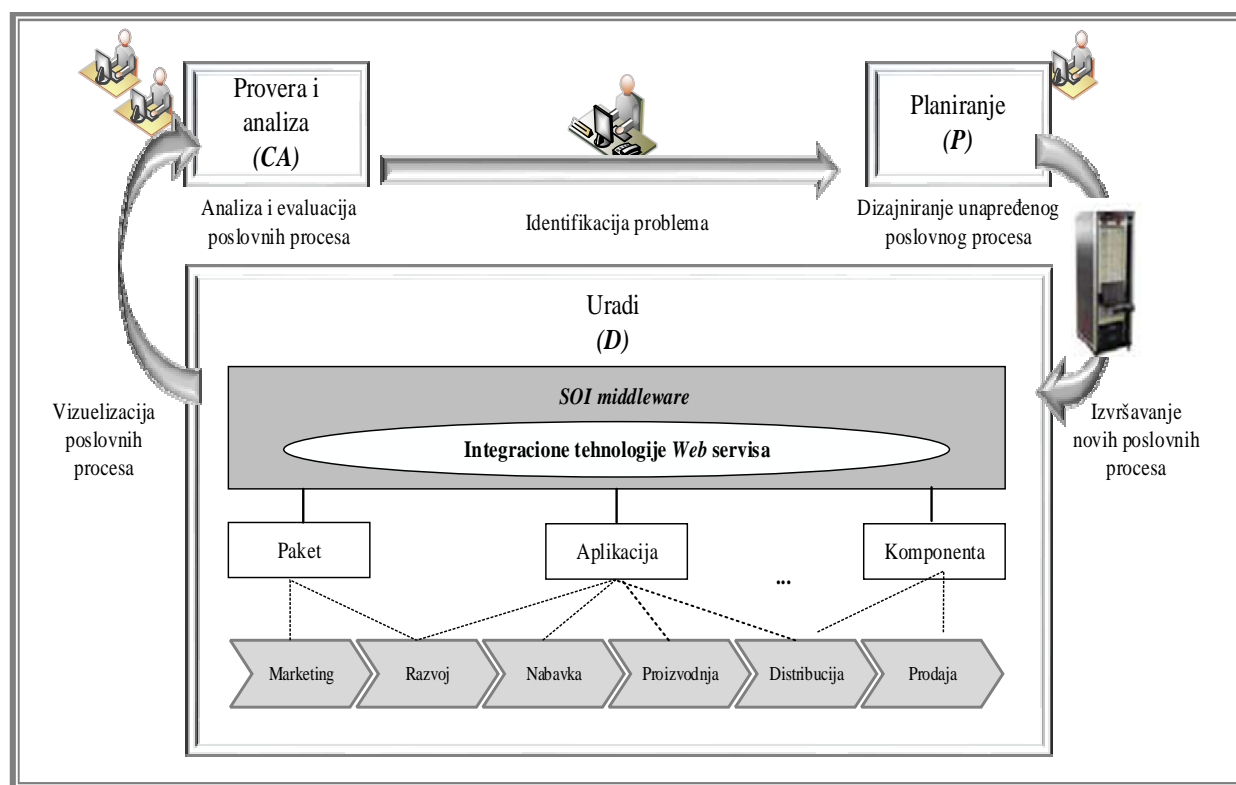 Provera i
analiza
(CA)
Planiranje
(P)
Analiza i evaluacija
poslovnih procesa
Identifikacija problema
Dizajniranje unapređenog
poslovnog procesa
Uradi
(D)
SOI middleware
Integracione tehnologije Web servisa
Vizuelizacija
poslovnih
procesa
Izvršavanje
novih poslovnih
procesa
Paket
Aplikacija
...
Komponenta
Marketing
Razvoj
Nabavka
Proizvodnja
Distribucija
Prodaja